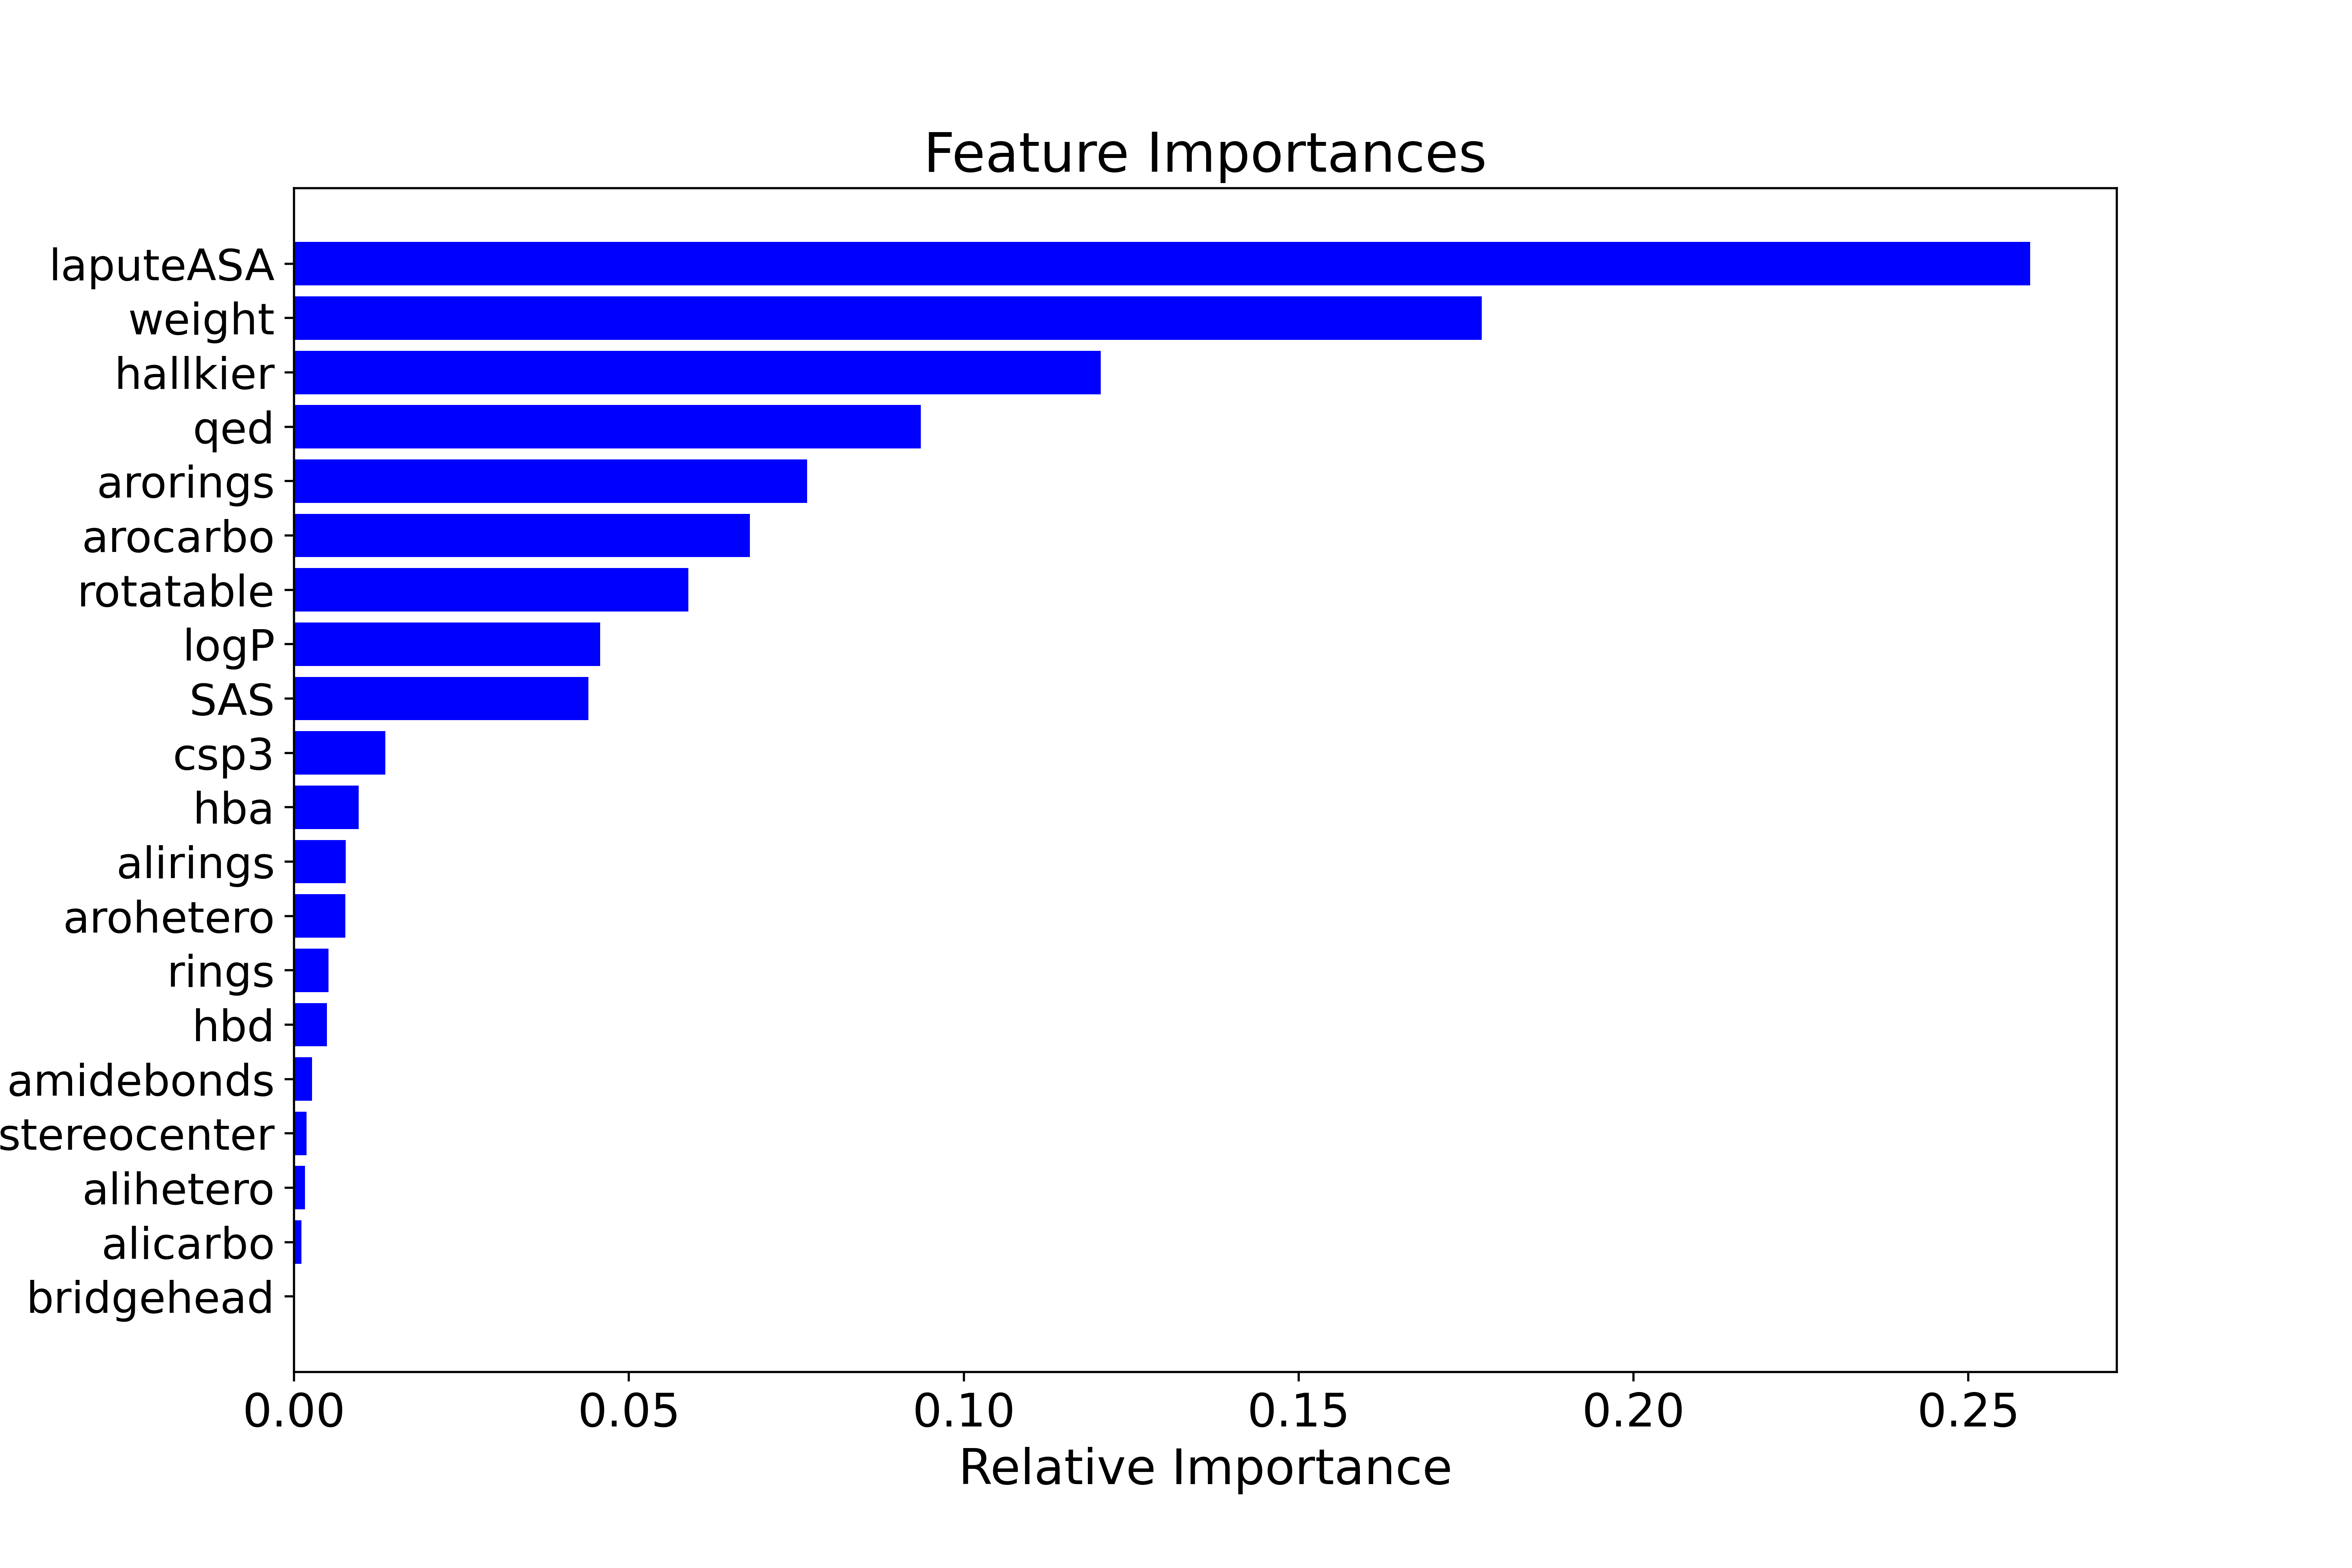 Feature Importances
laputeASA
weight
hallkier
qed
arorings
arocarbo
rotatable
logP
SAS
csp3
hba
alirings
arohetero
rings
hbd
amidebonds
stereocenter
alihetero
alicarbo
bridgehead
0.00 0.05 0.10 0.15 0.20 0.25
Relative Importance